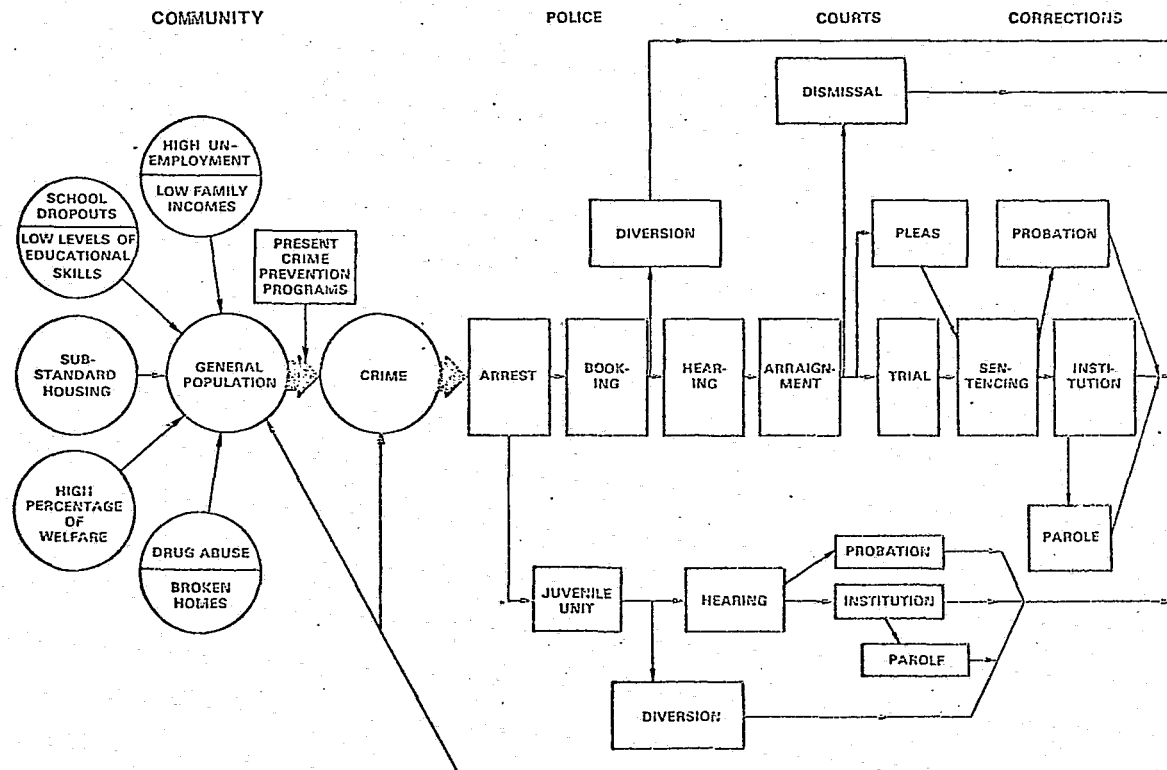 COMMUNITY
POLICE
COURTS
CORRECTIONS
DISMISSAL
HIGH UN-
EMPLOYMENT
LOW FAMILY
INCOMES
SCHOOL
DROPOUTS
LOW LEVELS OF
EDUCATIONAL
SKILLS
PRESENT
CRIME
PREVENTION
PROGRAMS
DIVERSION
PLEAS
PROBATION
SUB-
STANDARD
HOUSING
GENERAL
POPULATION
CRIME
ARREST
BOOK-
ING
HEAR-
ING
ARRAIGN-
MENT
TRIAL
SEN-
TENCING
INSTI-
TUTION
HIGH
PERCENTAGE
OF
WELFARE
DRUG ABUSE
BROKEN
HOMES
PAROLE
JUVENILE
UNIT
HEARING
PROBATION
INSTITUTION
PAROLE
DIVERSION